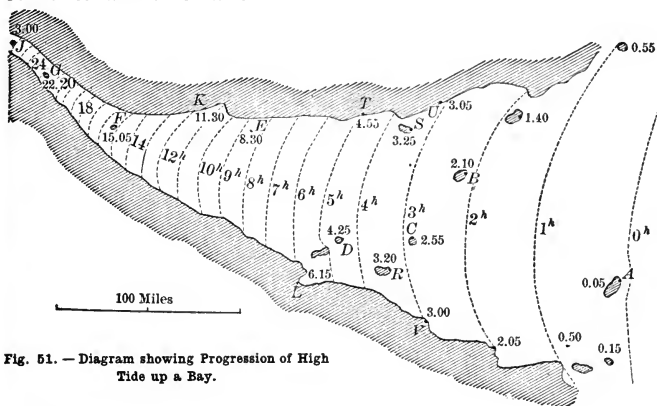 3.00
J
24
G
22.
20
18
F
15.05
14
12ʰ
K
11.30
10ʰ
9ʰ
E
8.30
8ʰ
7ʰ
6ʰ
5ʰ
4ʰ
3ʰ
2ʰ
1ʰ
0ʰ
T
4.55
S
3.25
U
3.05
1.40
0.55
2.10
B
C
2.55
4.25
D
3.20
R
6.15
L
3.00
V
2.05
0.50
0.15
0.05
A
100 Miles
Fig. 51. — Diagram showing Progression of High
Tide up a Bay.